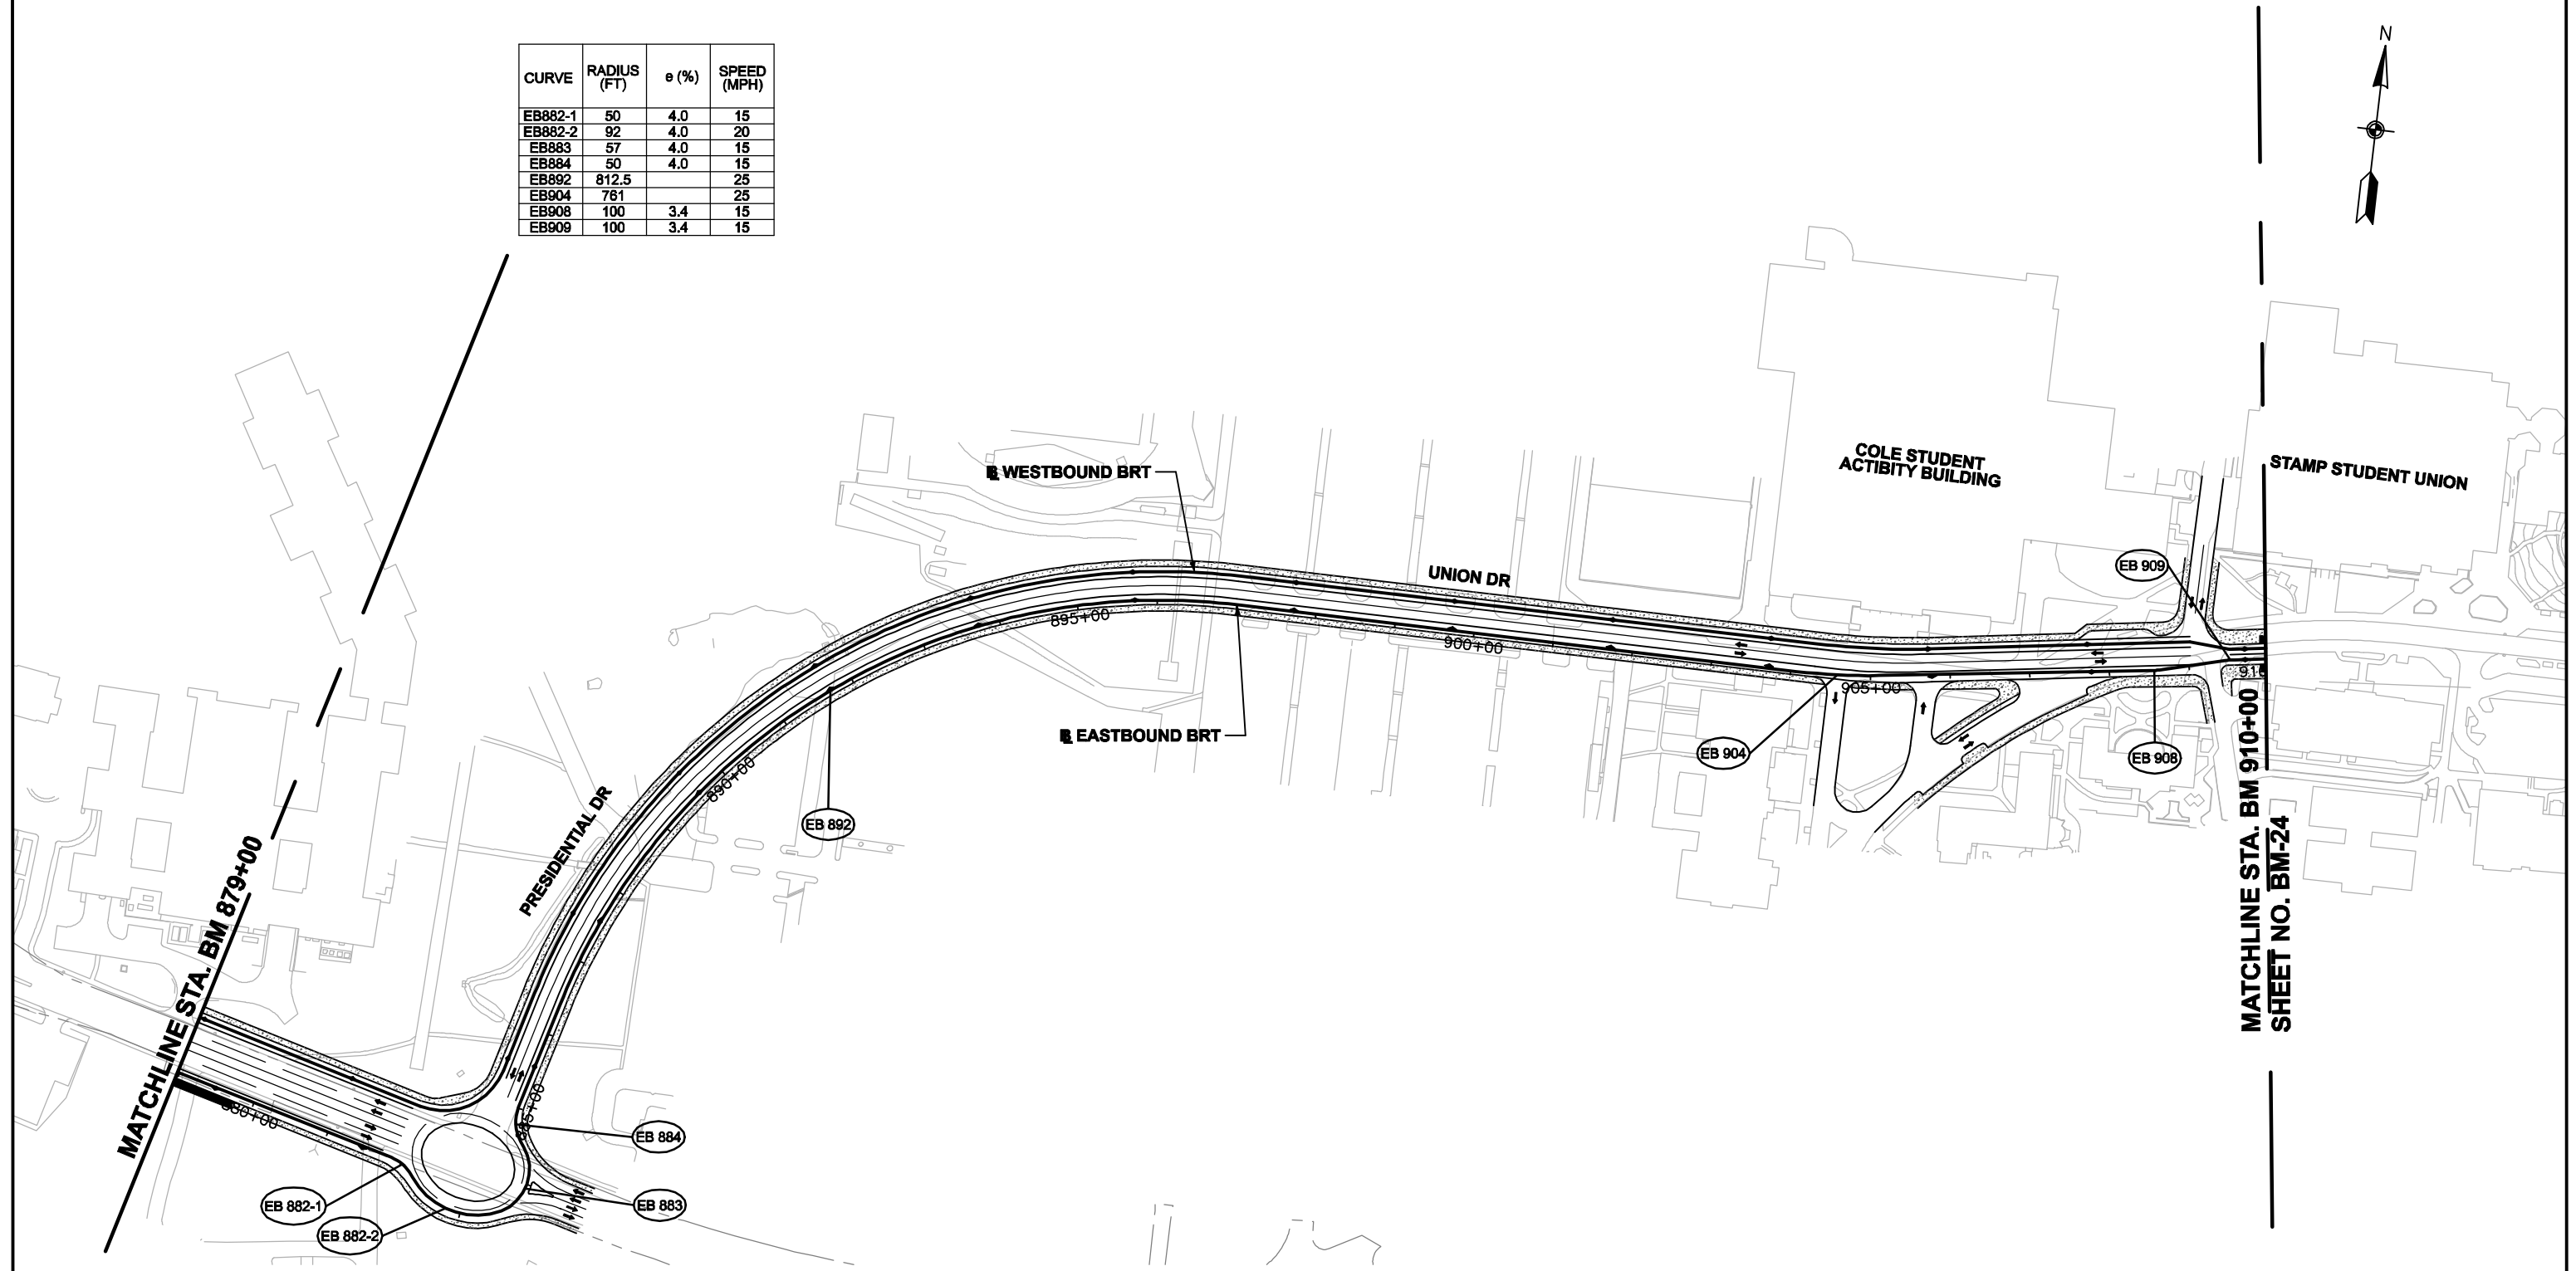 N
CURVE RADIUS (FT) e (%) SPEED (MPH)
EB882-1 50 4.0 15
EB882-2 92 4.0 20
EB883 57 4.0 15
EB884 50 4.0 15
EB892 812.5 25
EB904 761 25
EB908 100 3.4 15
EB909 100 3.4 15
COLE STUDENT
ACTIBITY BUILDING
STAMP STUDENT UNION
WESTBOUND BRT
UNION DR
EB 909
895+00
900+00
905+00
EASTBOUND BRT
EB 904
EB 908
890+00
EB 892
PRESIDENTIAL DR
MATCHLINE STA. BM 879+00
MATCHLINE STA. BM 910+00
SHEET NO. BM-24
880+00
885+00
EB 884
EB 883
EB 882-1
EB 882-2